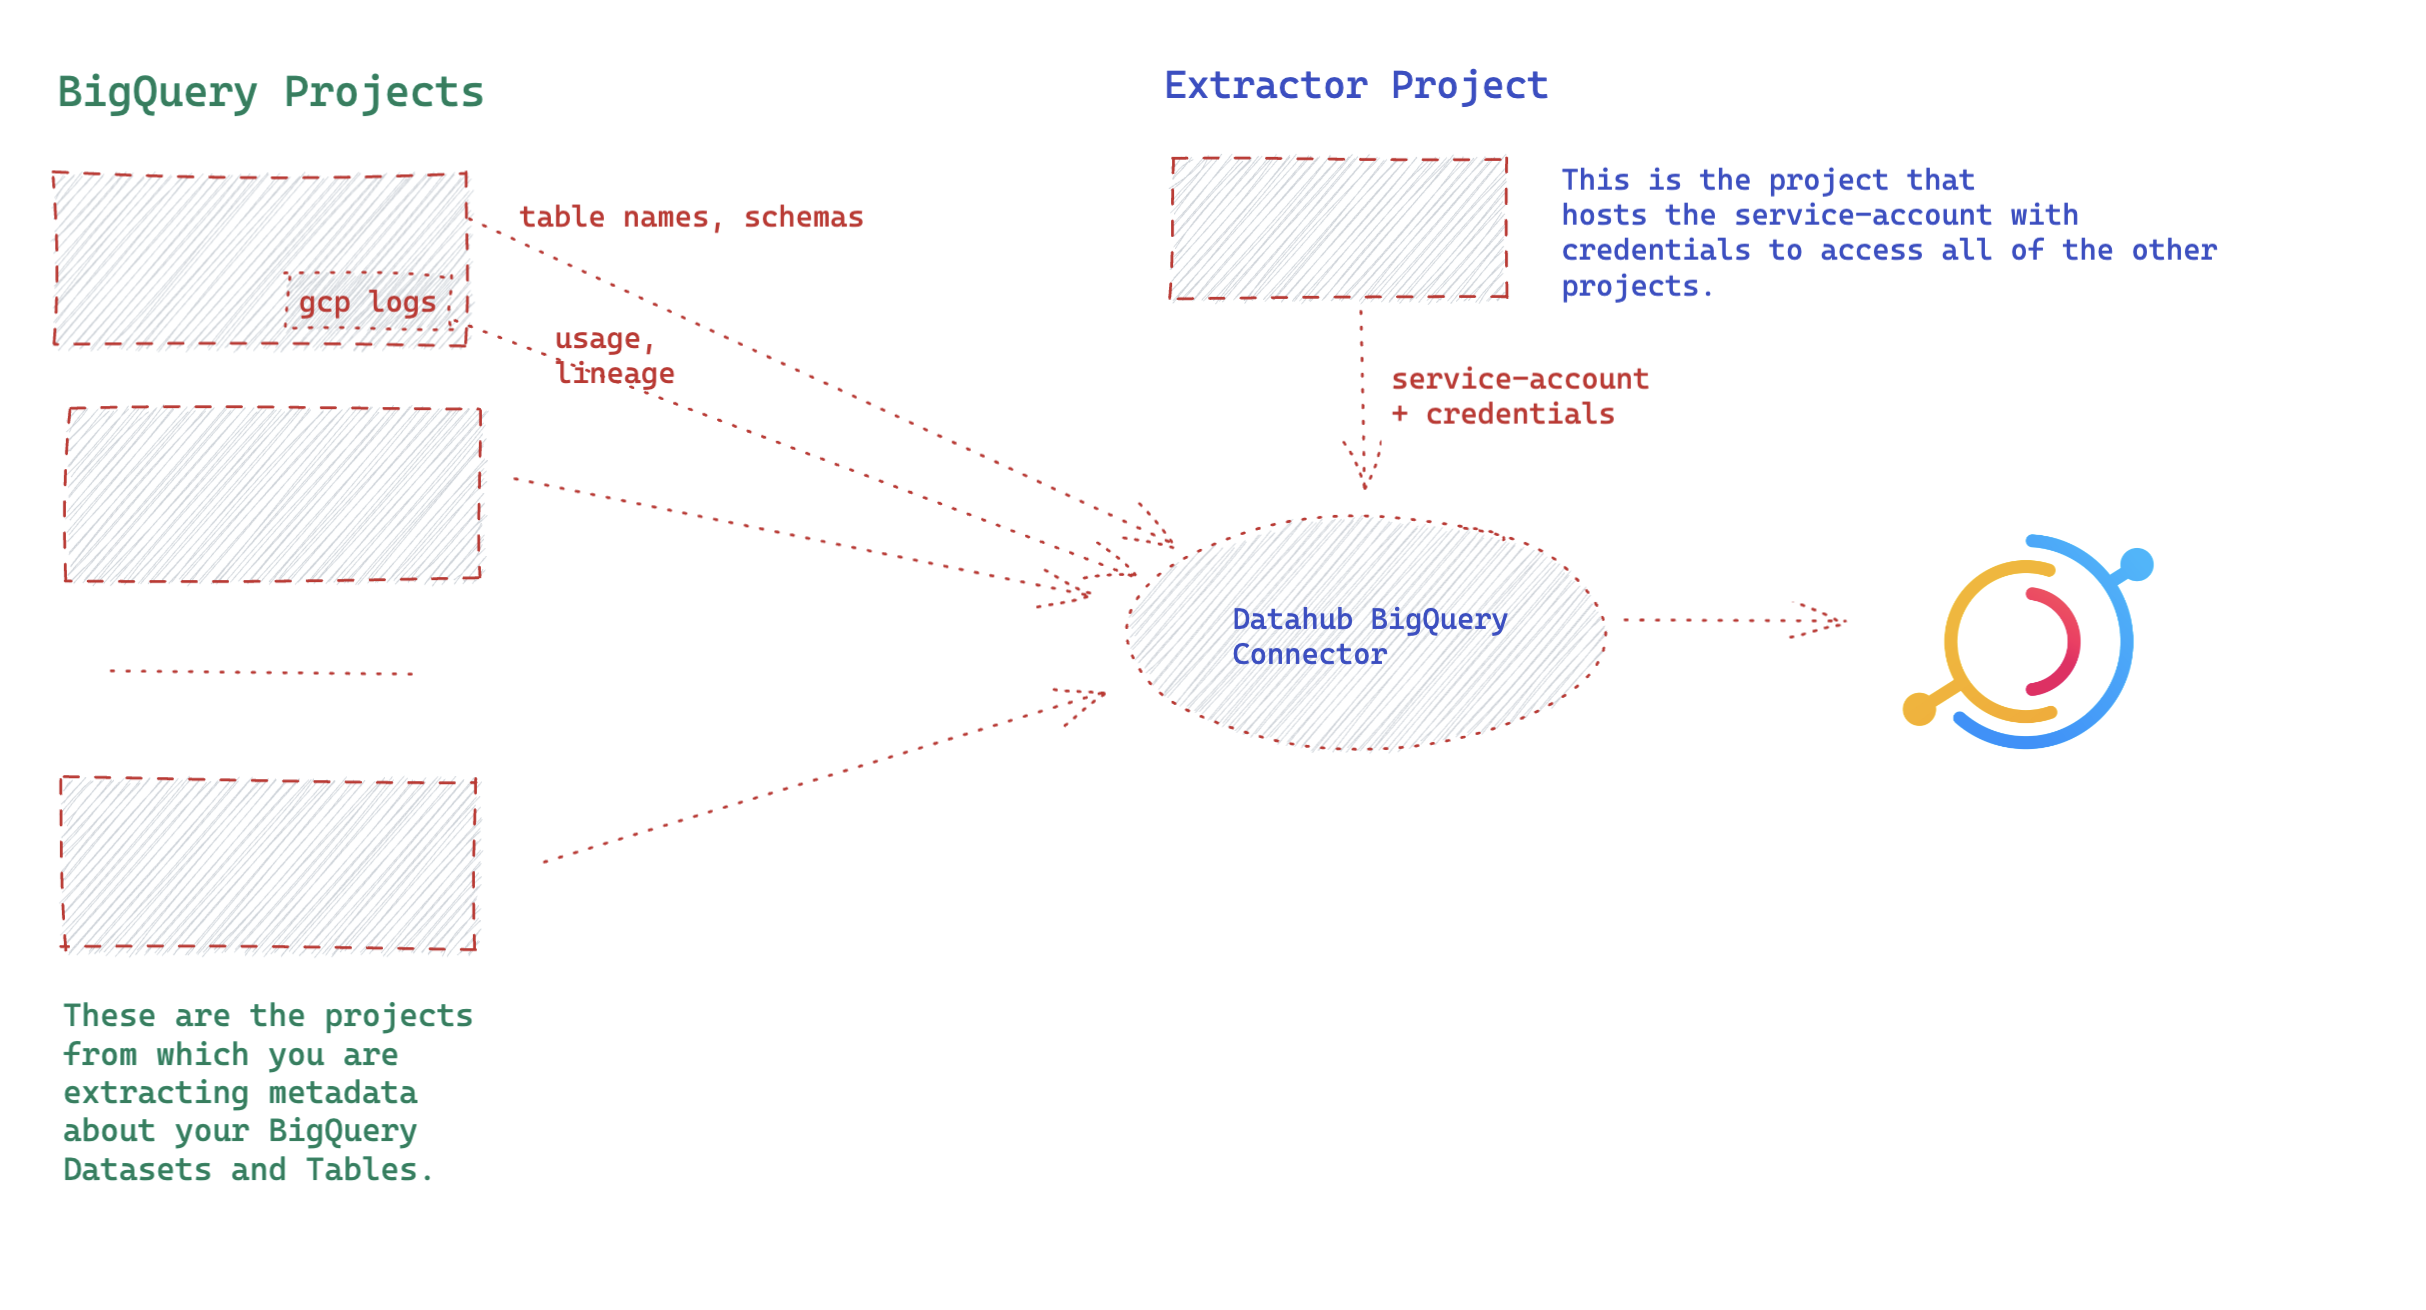 BigQuery Projects
Extractor Project
This is the project that
hosts the service-account with
credentials to access all of the other
projects.
table names, schemas
gcp logs
usage,
lineage
service-account
+ credentials
Datahub BigQuery
Connector
These are the projects
from which you are
extracting metadata
about your BigQuery
Datasets and Tables.